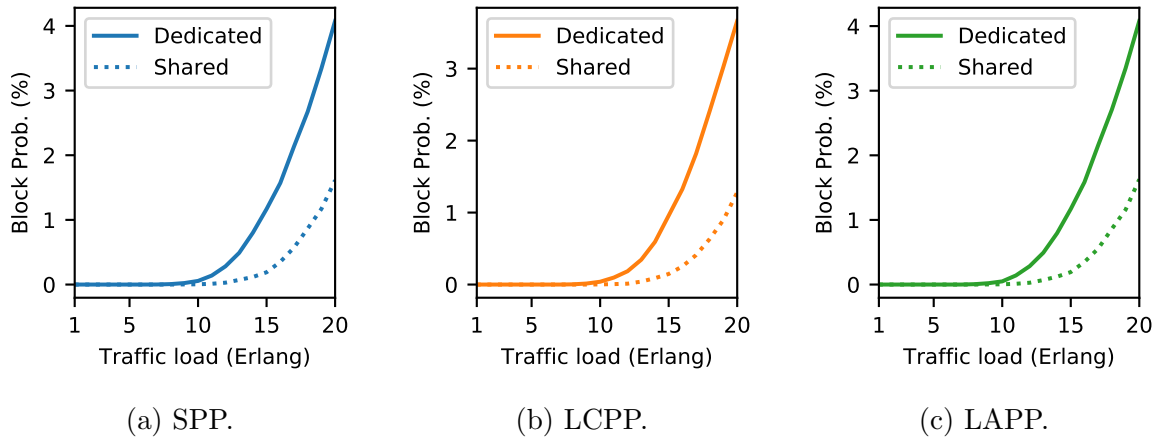 Block Prob. (%)
4
3
2
1
0
Dedicated
Shared
1 5 10 15 20
Traffic load (Erlang)
(a) SPP.
Block Prob. (%)
3
2
1
0
Dedicated
Shared
1 5 10 15 20
Traffic load (Erlang)
(b) LCPP.
Block Prob. (%)
4
3
2
1
0
Dedicated
Shared
1 5 10 15 20
Traffic load (Erlang)
(c) LAPP.